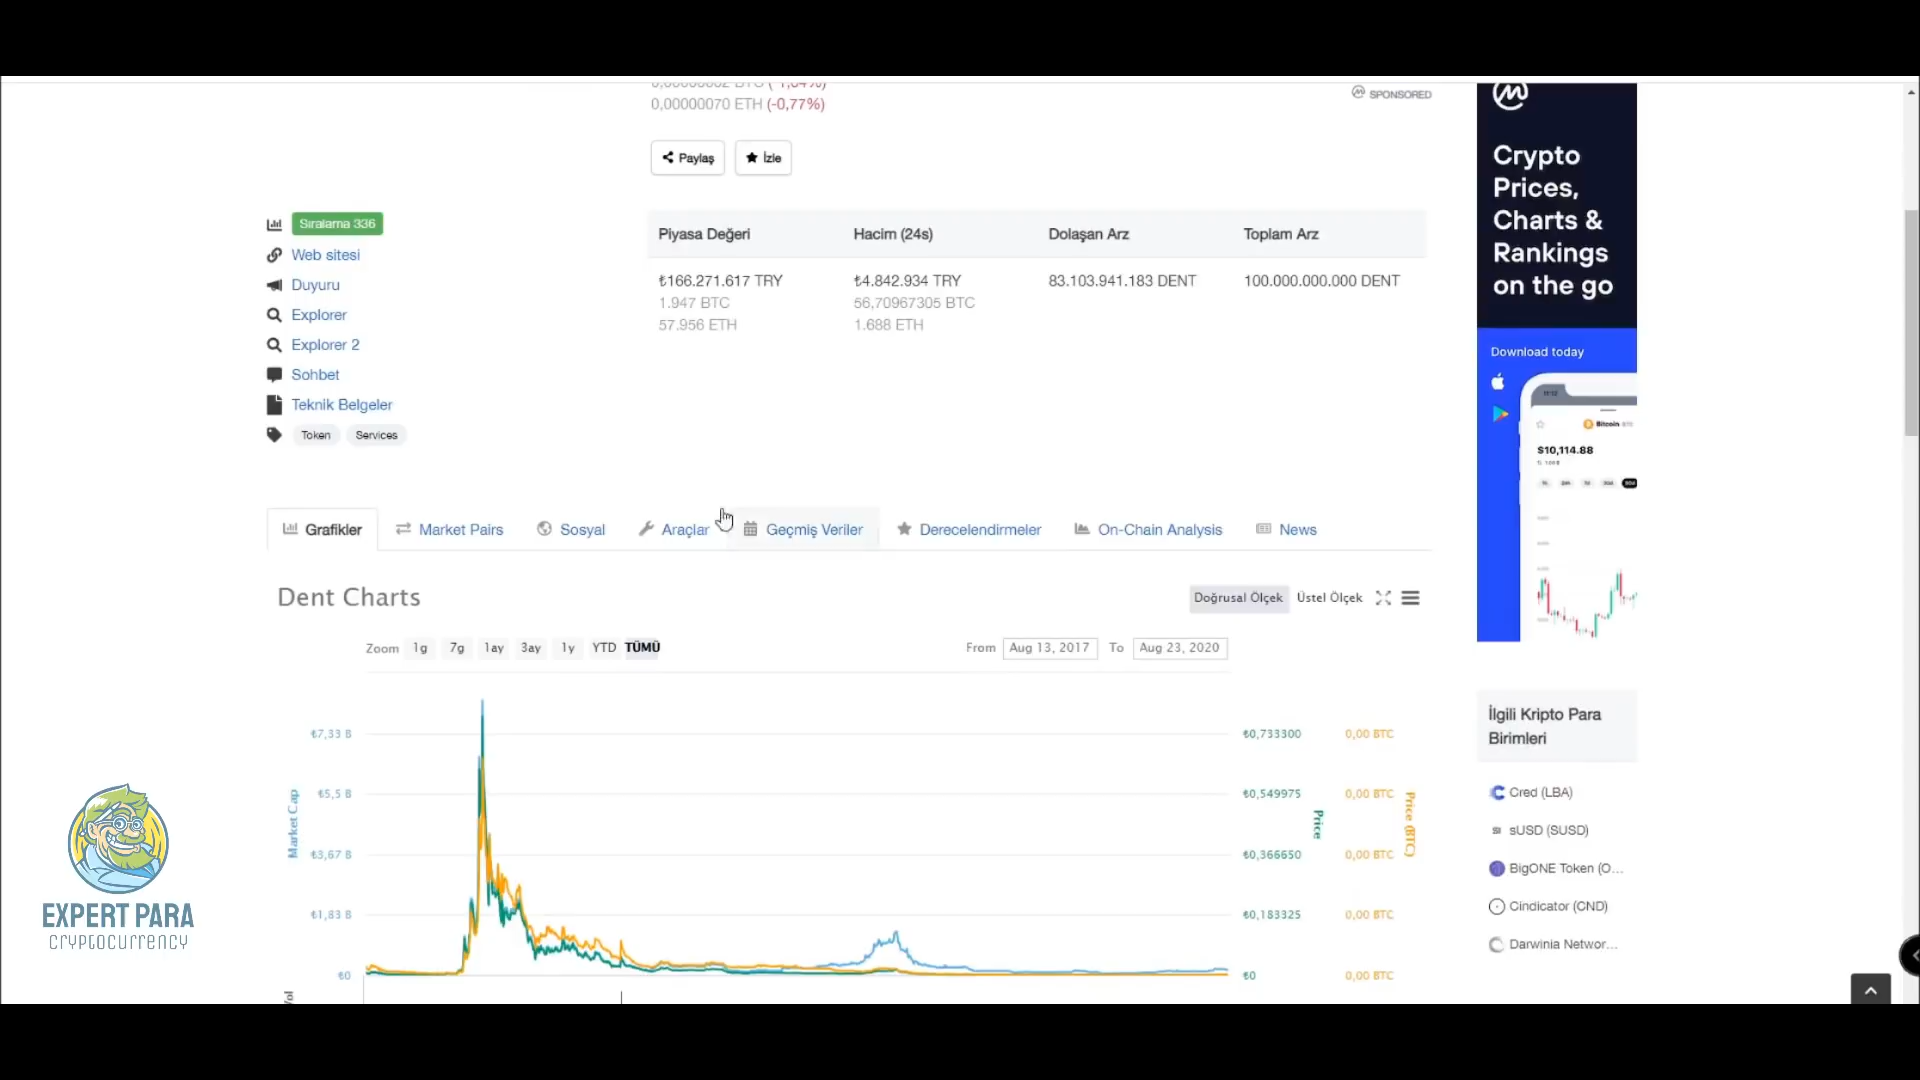 0,00000070 ETH (-0,77%)
SPONSORED
Paylaş
İzle
Sıralama 336
Web sitesi
Duyuru
Explorer
Explorer 2
Sohbet
Teknik Belgeler
Token Services
Piyasa Değeri Hacim (24s) Dolaşan Arz Toplam Arz
₺166.271.617 TRY ₺4.842.934 TRY 83.103.941.183 DENT 100.000.000.000 DENT
1.947 BTC 56,70967305 BTC
57.956 ETH 1.688 ETH
Grafikler Market Pairs Sosyal Araçlar Geçmiş Veriler Derecelendirmeler On-Chain Analysis News
Dent Charts
Doğrusal Ölçek Üstel Ölçek
Zoom 1g 7g 1ay 3ay 1y YTD TÜMÜ
From Aug 13, 2017 To Aug 23, 2020
₺7,33 B ₺0,733300 0,00 BTC
₺5,5 B ₺0,549975 0,00 BTC
₺3,67 B ₺0,366650 0,00 BTC
₺1,83 B ₺0,183325 0,00 BTC
₺0 ₺0 0,00 BTC
Market Cap
Price
Price (BTC)
Crypto
Prices,
Charts &
Rankings
on the go
Download today
Bitcoin
$10,114.88
İlgili Kripto Para
Birimleri
Cred (LBA)
sUSD (SUSD)
BigONE Token (O...
Cindicator (CND)
Darwinia Networ...
EXPERT PARA
CRYPTOCURRENCY